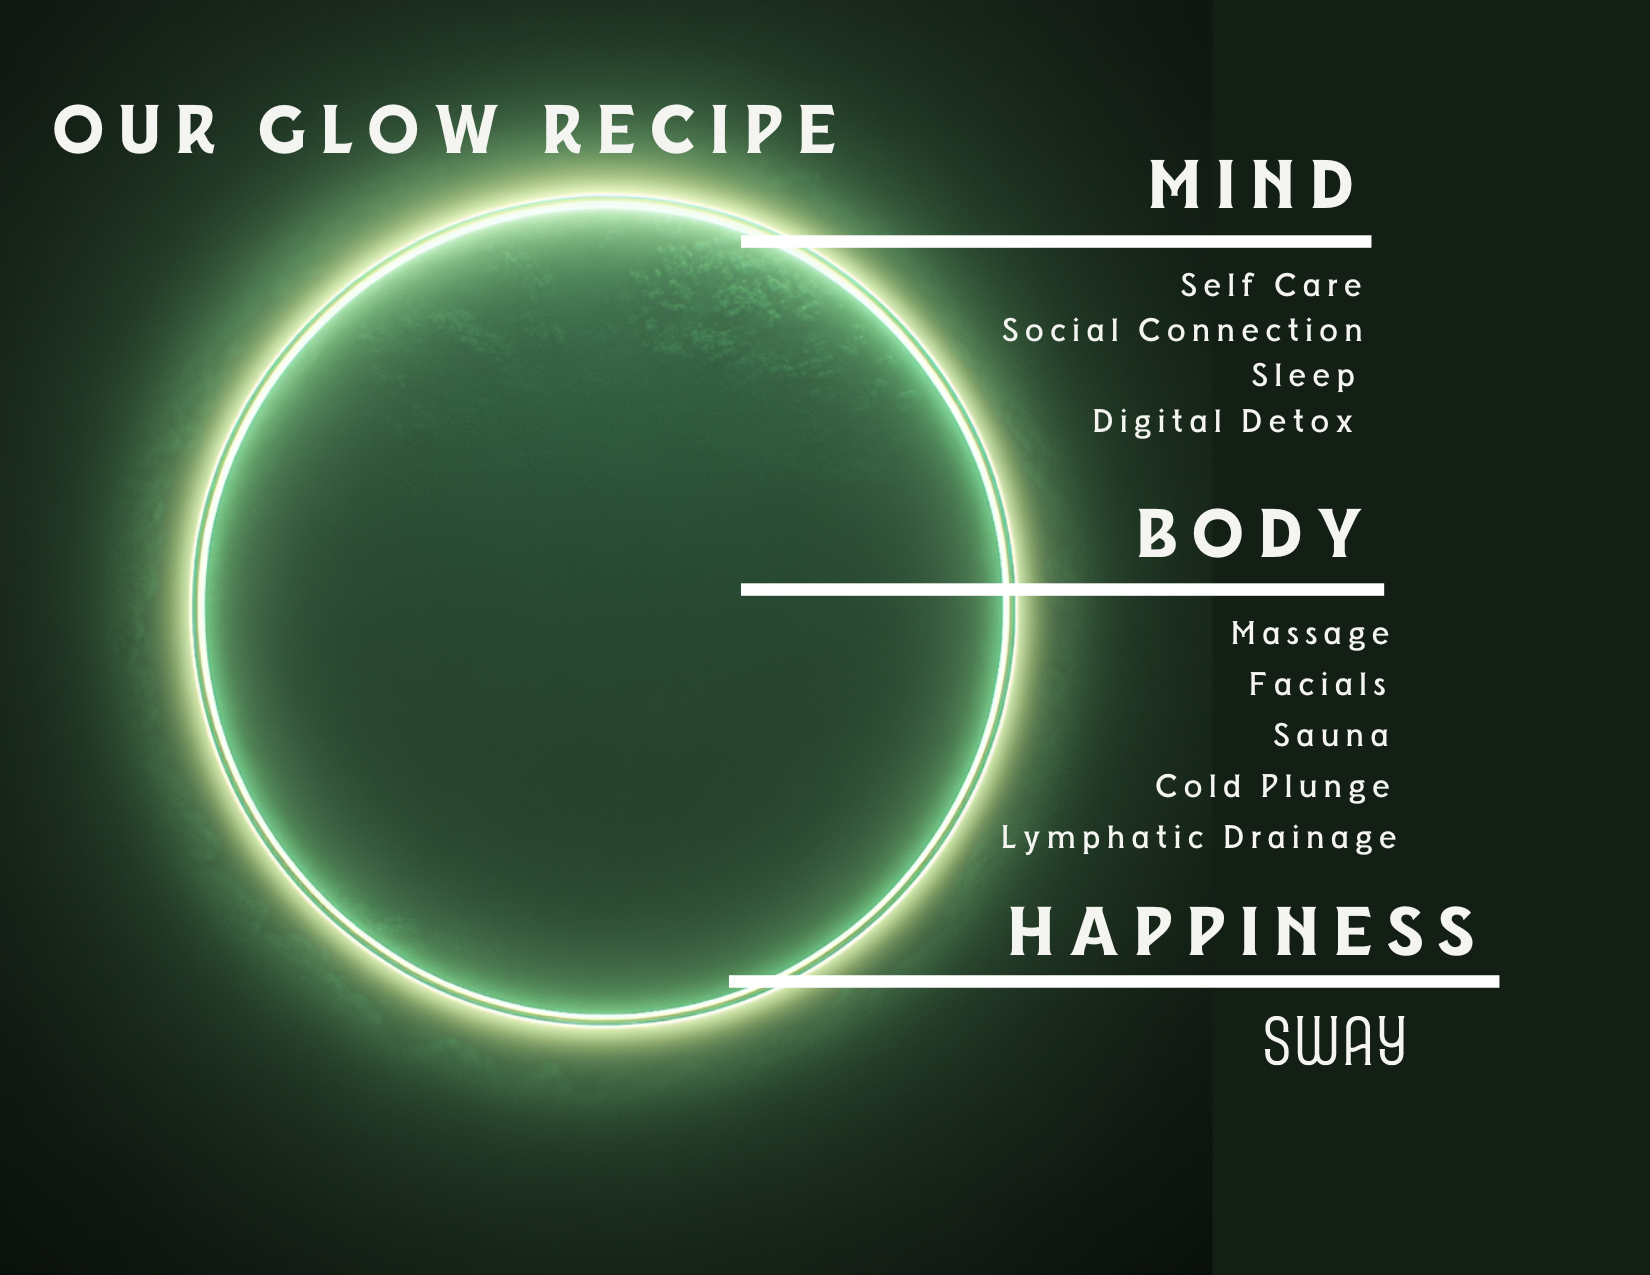 OUR GLOW RECIPE
MIND
Self Care
Social Connection
Sleep
Digital Detox
BODY
Massage
Facials
Sauna
Cold Plunge
Lymphatic Drainage
HAPPINESS
SWAY